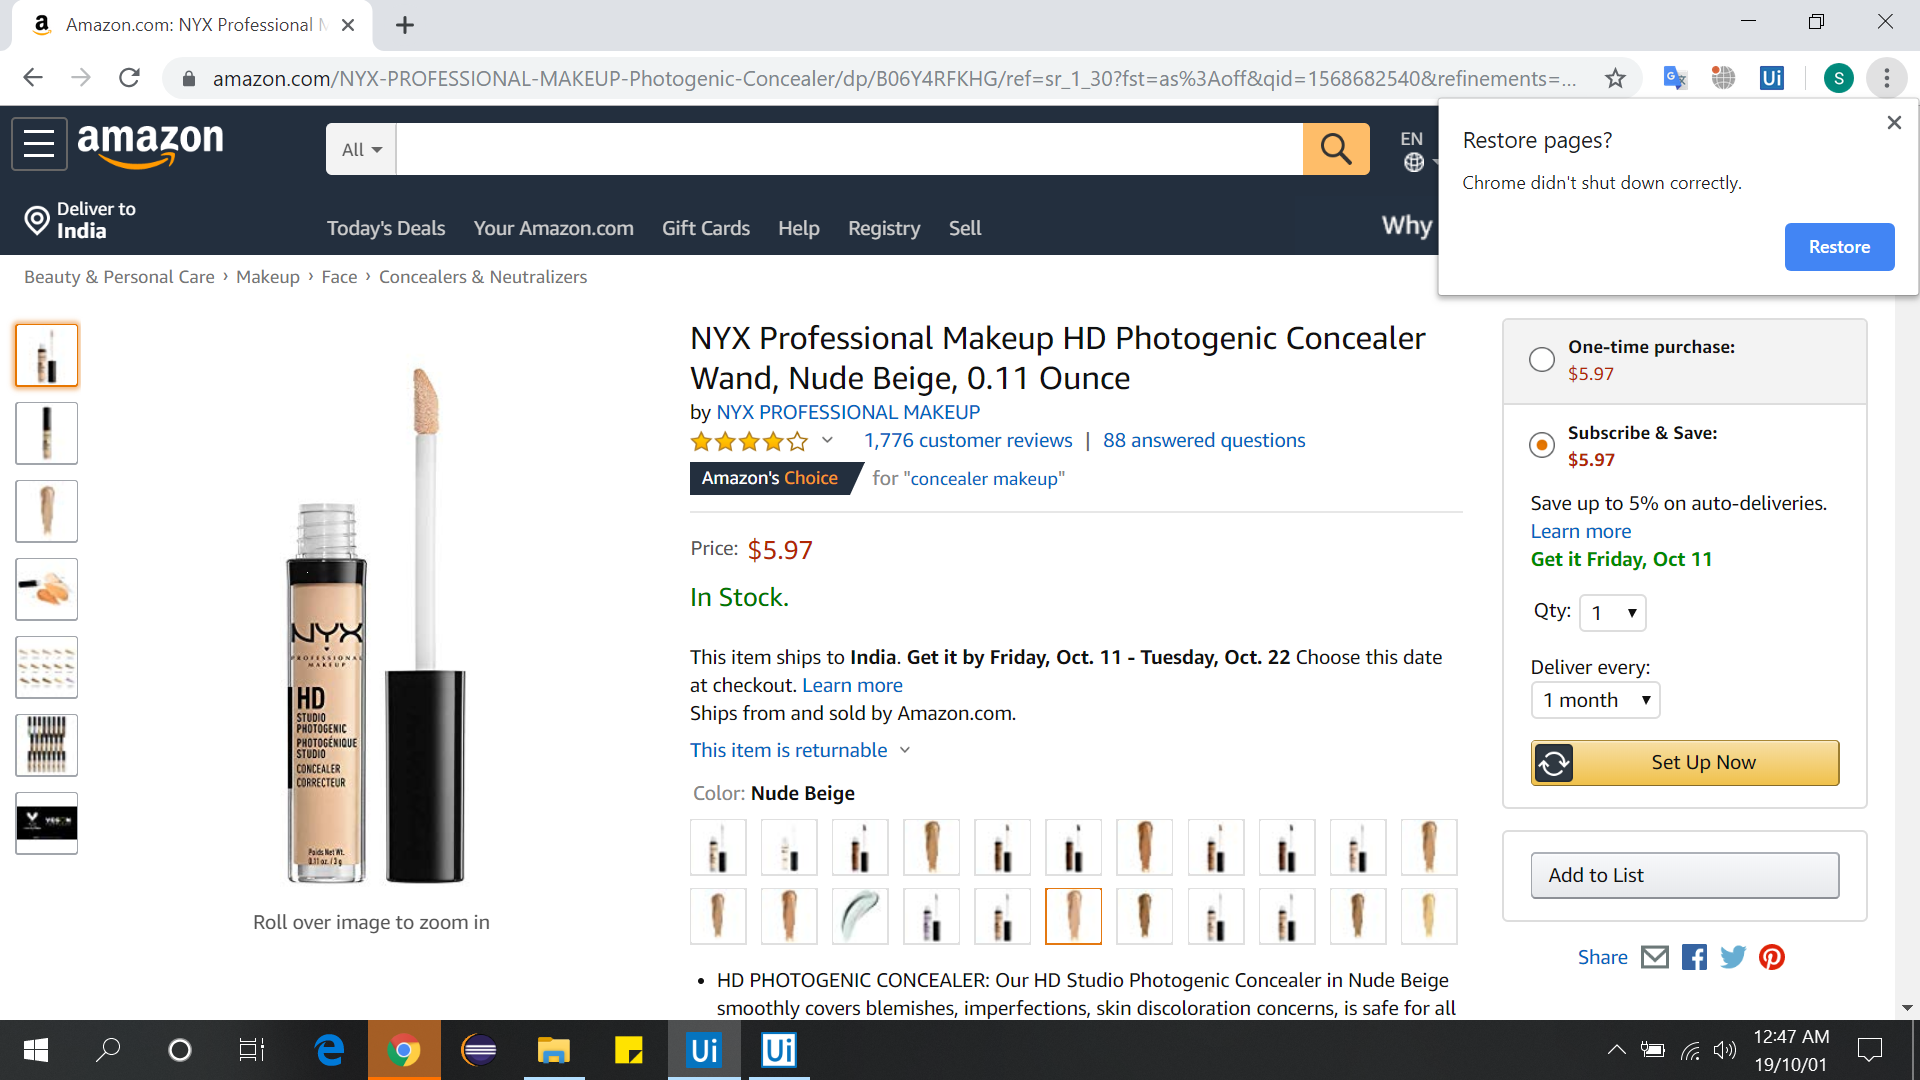 Amazon.com: NYX Professional M
amazon.com/NYX-PROFESSIONAL-MAKEUP-Photogenic-Concealer/dp/B06Y4RFKHG/ref=sr_1_30?fst=as%3Aoff&qid=1568682540&refinements=...
Ui
S
Restore pages?
Chrome didn't shut down correctly.
Restore
amazon
All
EN
Deliver to
India
Today's Deals
Your Amazon.com
Gift Cards
Help
Registry
Sell
Why
Beauty & Personal Care › Makeup › Face › Concealers & Neutralizers
NYX
PROFESSIONAL
MAKEUP
HD
STUDIO
PHOTOGENIC
PHOTOGÉNIQUE
STUDIO
CONCEALER
CORRECTEUR
Poids Net Wt.
0.11 oz. / 3 g
Roll over image to zoom in
NYX Professional Makeup HD Photogenic Concealer
Wand, Nude Beige, 0.11 Ounce
by NYX PROFESSIONAL MAKEUP
1,776 customer reviews | 88 answered questions
Amazon's Choice for "concealer makeup"
Price: $5.97
In Stock.
This item ships to India. Get it by Friday, Oct. 11 - Tuesday, Oct. 22 Choose this date
at checkout. Learn more
Ships from and sold by Amazon.com.
This item is returnable
Color: Nude Beige
• HD PHOTOGENIC CONCEALER: Our HD Studio Photogenic Concealer in Nude Beige
smoothly covers blemishes, imperfections, skin discoloration concerns, is safe for all
One-time purchase:
$5.97
Subscribe & Save:
$5.97
Save up to 5% on auto-deliveries.
Learn more
Get it Friday, Oct 11
Qty: 1
Deliver every:
1 month
Set Up Now
Add to List
Share
Ui
Ui
12:47 AM
19/10/01